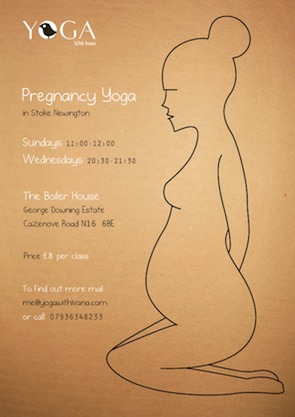 YOGA
With Ivana
Pregnancy Yoga
in Stoke Newington
Sundays 11:00-12:00
Wednesdays 20:30-21:30
The Boiler House
George Downing Estate
Cazenove Road N16 6BE
Price £8 per class
To find out more mail
me@yogawithivana.com
or call 07936348233